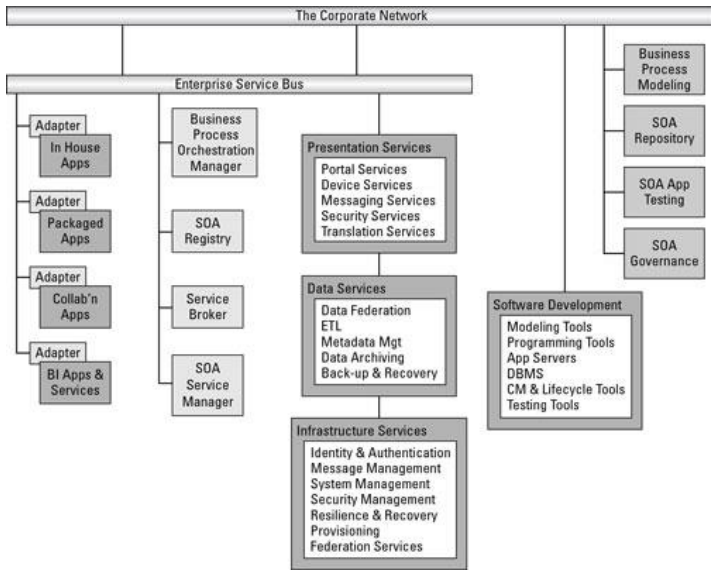 The Corporate Network
Enterprise Service Bus
Adapter
In House
Apps
Adapter
Packaged
Apps
Adapter
Collab'n
Apps
Adapter
BI Apps &
Services
Business
Process
Orchestration
Manager
SOA
Registry
Service
Broker
SOA
Service
Manager
Presentation Services
Portal Services
Device Services
Messaging Services
Security Services
Translation Services
Data Services
Data Federation
ETL
Metadata Mgt
Data Archiving
Back-up & Recovery
Infrastructure Services
Identity & Authentication
Message Management
System Management
Security Management
Resilience & Recovery
Provisioning
Federation Services
Software Development
Modeling Tools
Programming Tools
App Servers
DBMS
CM & Lifecycle Tools
Testing Tools
Business
Process
Modeling
SOA
Repository
SOA App
Testing
SOA
Governance